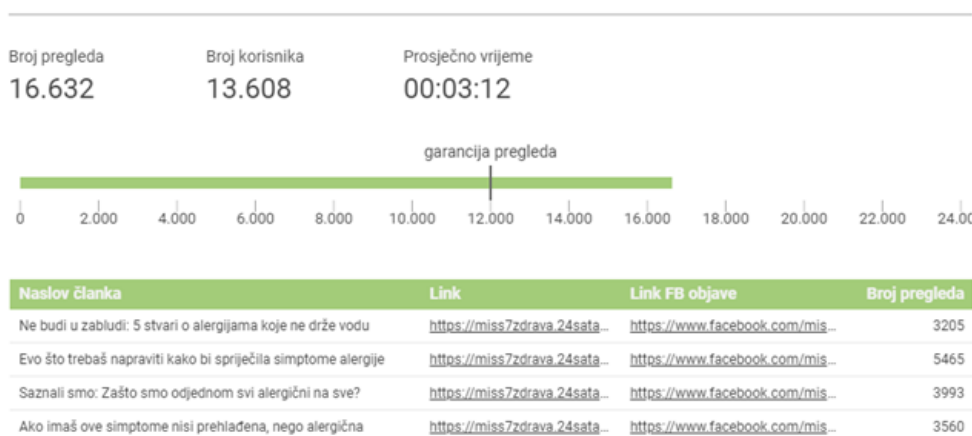 Broj pregleda Broj korisnika Prosječno vrijeme
16.632 13.608 00:03:12
garancija pregleda
0 2.000 4.000 6.000 8.000 10.000 12.000 14.000 16.000 18.000 20.000 22.000 24.00
Naslov članka Link Link FB objave Broj pregleda
Ne budi u zabludi: 5 stvari o alergijama koje ne drže vodu https://miss7zdrava.24sata... https://www.facebook.com/mis... 3205
Evo što trebaš napraviti kako bi spriječila simptome alergije https://miss7zdrava.24sata... https://www.facebook.com/mis... 5465
Saznali smo: Zašto smo odjednom svi alergični na sve? https://miss7zdrava.24sata... https://www.facebook.com/mis... 3993
Ako imaš ove simptome nisi prehlađena, nego alergična https://miss7zdrava.24sata... https://www.facebook.com/mis... 3560